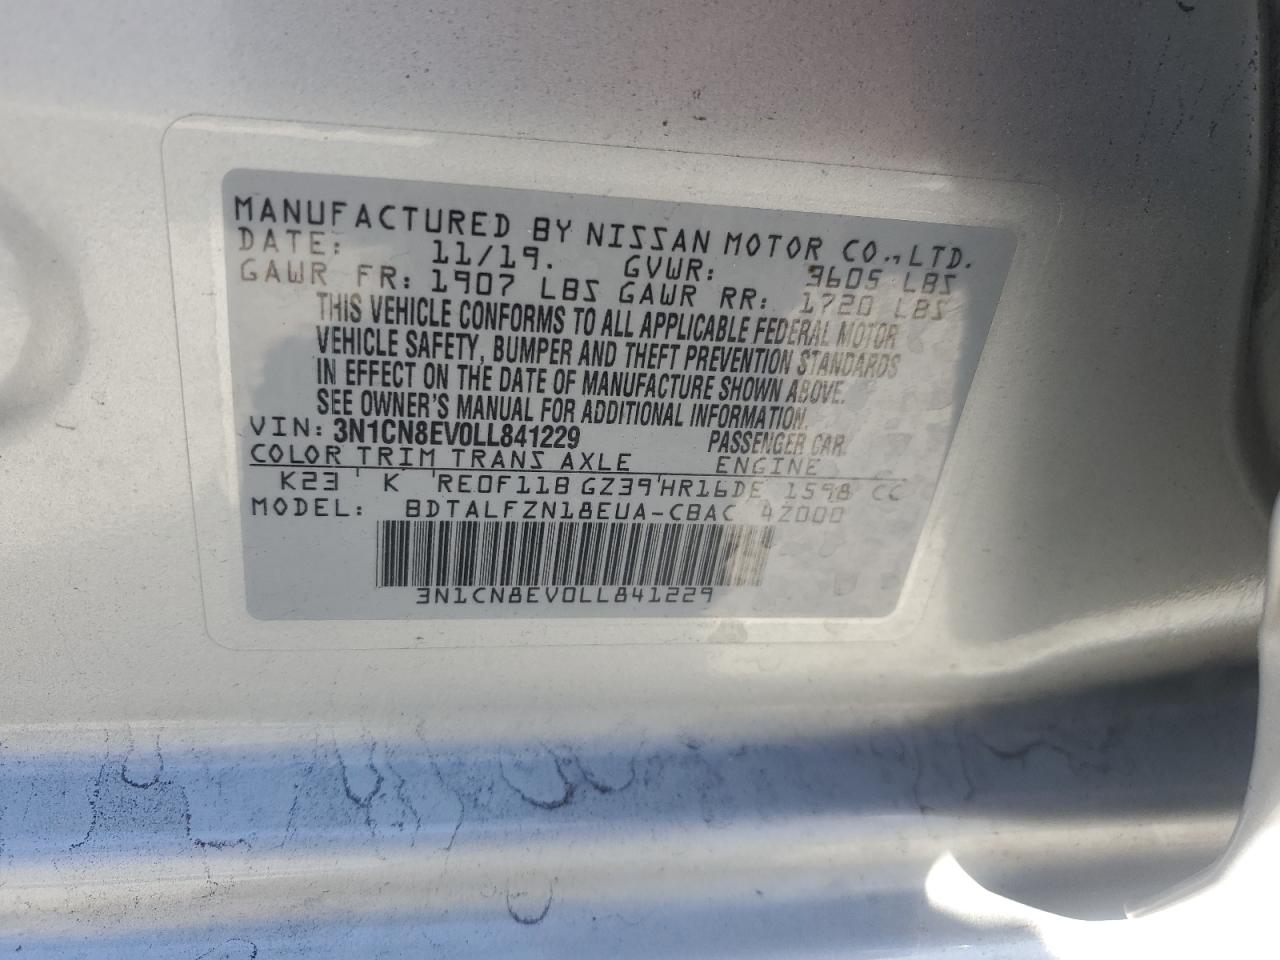 MANUFACTURED BY NISSAN MOTOR CO., LTD.
DATE: 11/19. GVWR: 3605 LBS
GAWR FR: 1907 LBS GAWR RR: 1720 LBS
THIS VEHICLE CONFORMS TO ALL APPLICABLE FEDERAL MOTOR
VEHICLE SAFETY, BUMPER AND THEFT PREVENTION STANDARDS
IN EFFECT ON THE DATE OF MANUFACTURE SHOWN ABOVE.
SEE OWNER'S MANUAL FOR ADDITIONAL INFORMATION.
VIN: 3N1CN8EV0LL841229 PASSENGER CAR.
COLOR TRIM TRANS AXLE ENGINE
K23 K RE0F11B GZ39 HR16DE 1598 CC
MODEL: BDTALFZN18EUA-CBAC 4Z000
3N1CN8EV0LL841229